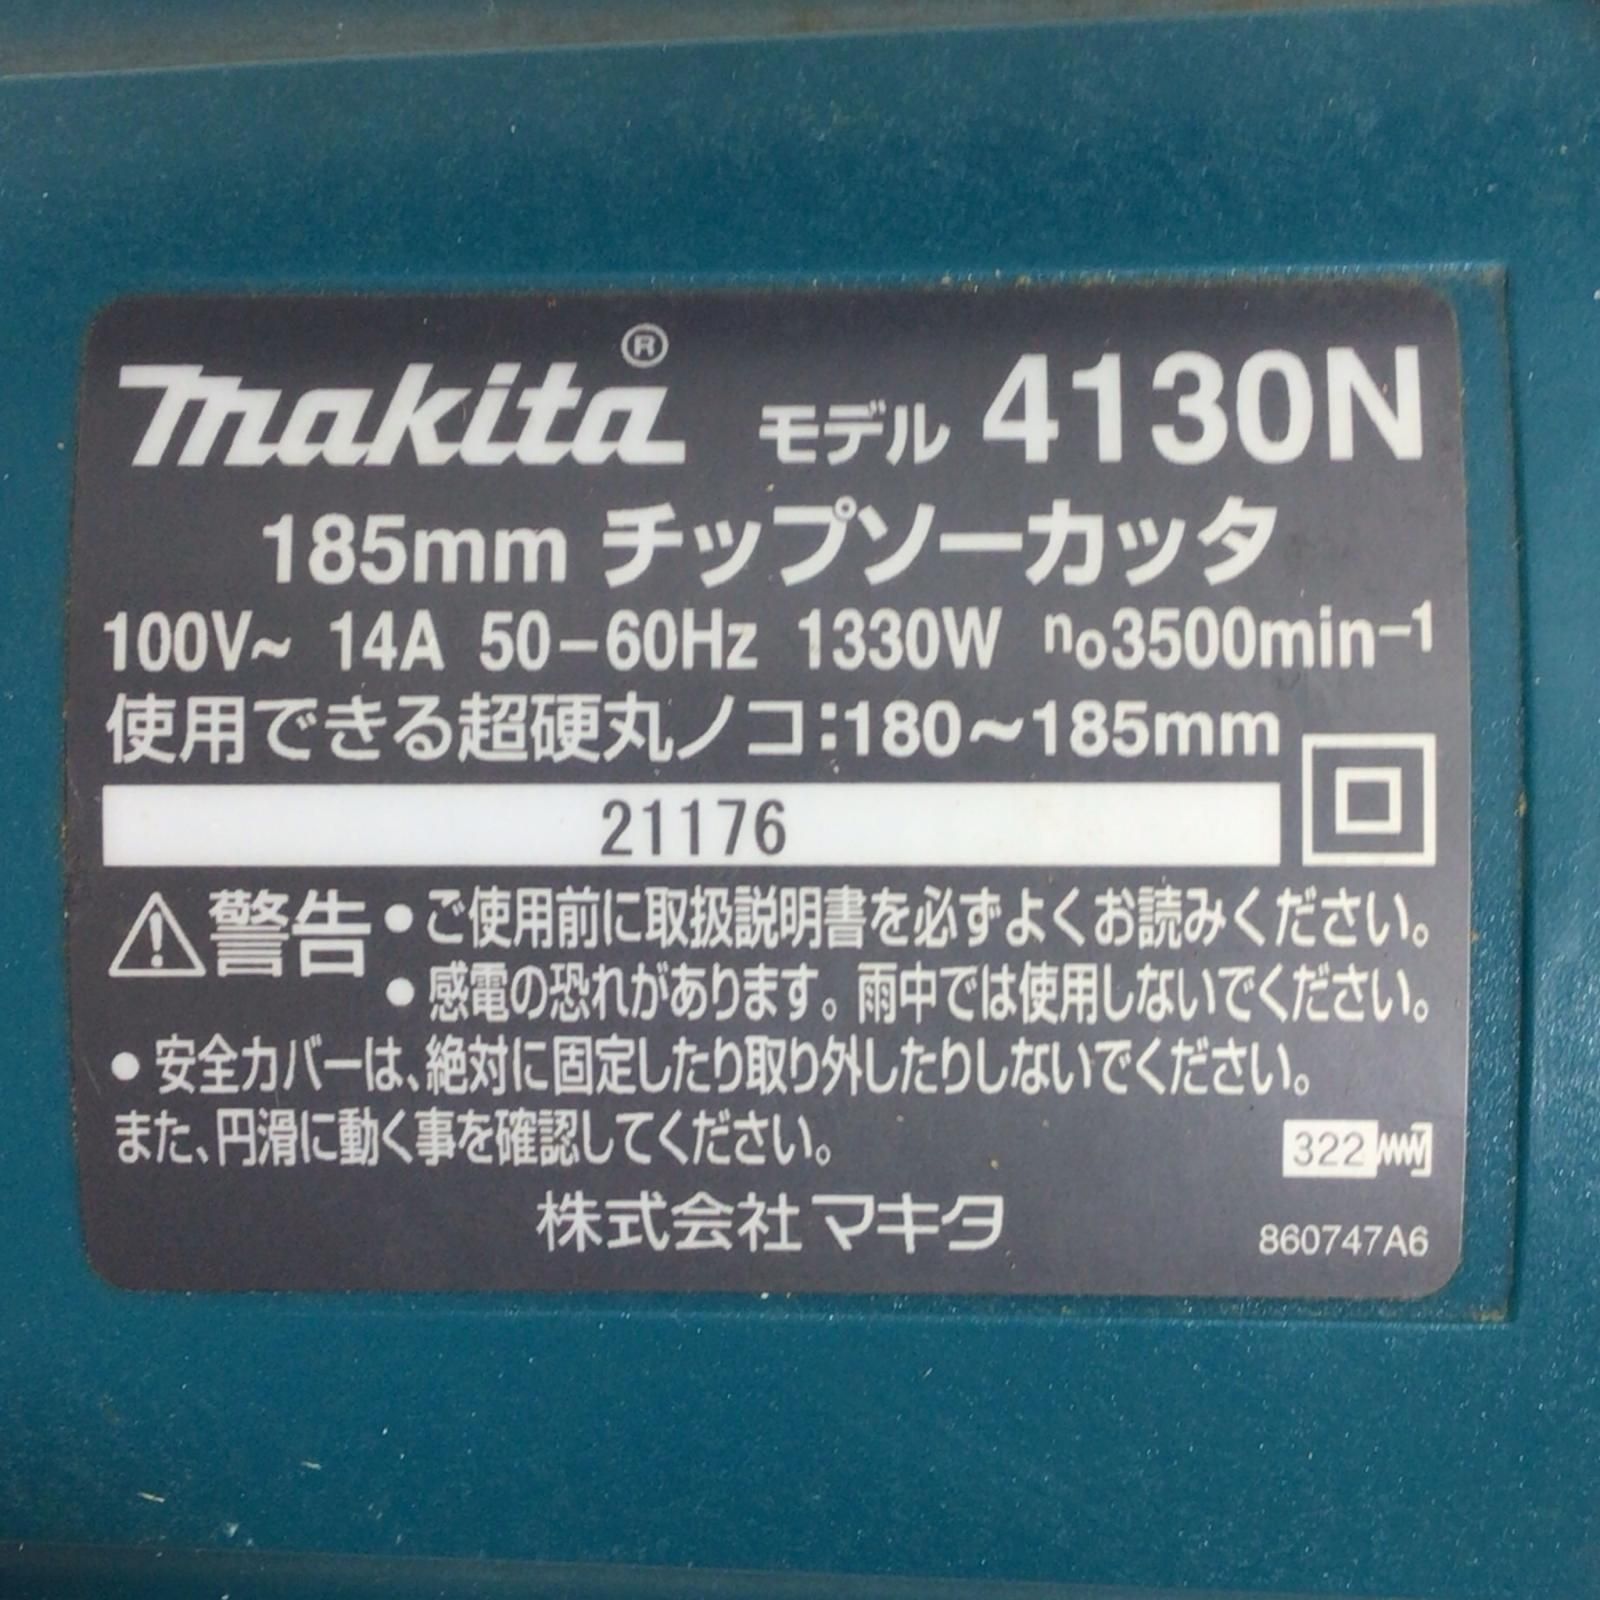 makita® モデル 4130N
185mm チップソーカッタ
100V~ 14A 50-60Hz 1330W no3500min-1
使用できる超硬丸ノコ:180~185mm
21176
警告 ●ご使用前に取扱説明書を必ずよくお読みください。
●感電の恐れがあります。雨中では使用しないでください。
●安全カバーは、絶対に固定したり取り外したりしないでください。
また、円滑に動く事を確認してください。
322
株式会社マキタ
860747A6